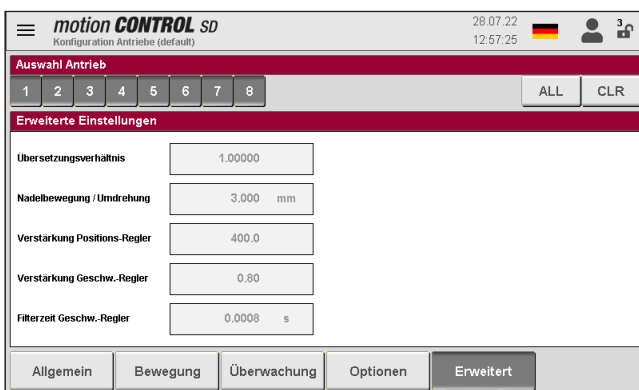 motion CONTROL SD
Konfiguration Antriebe (default)
28.07.22
12:57:25
3
Auswahl Antrieb
1 2 3 4 5 6 7 8
ALL CLR
Erweiterte Einstellungen
Übersetzungsverhältnis 1.00000
Nadelbewegung / Umdrehung 3.000 mm
Verstärkung Positions-Regler 400.0
Verstärkung Geschw.-Regler 0.80
Filterzeit Geschw.-Regler 0.0008 s
Allgemein Bewegung Überwachung Optionen Erweitert